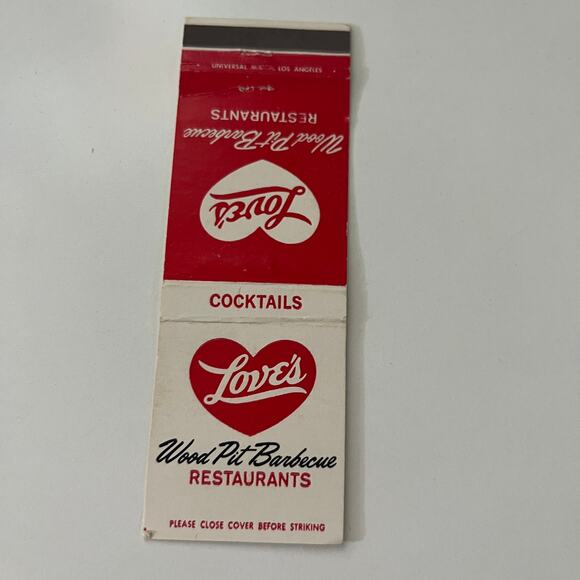 UNIVERSAL LOS ANGELES
RESTAURANTS
Wood Pit Barbecue
Love's
COCKTAILS
Love's
Wood Pit Barbecue
RESTAURANTS
PLEASE CLOSE COVER BEFORE STRIKING